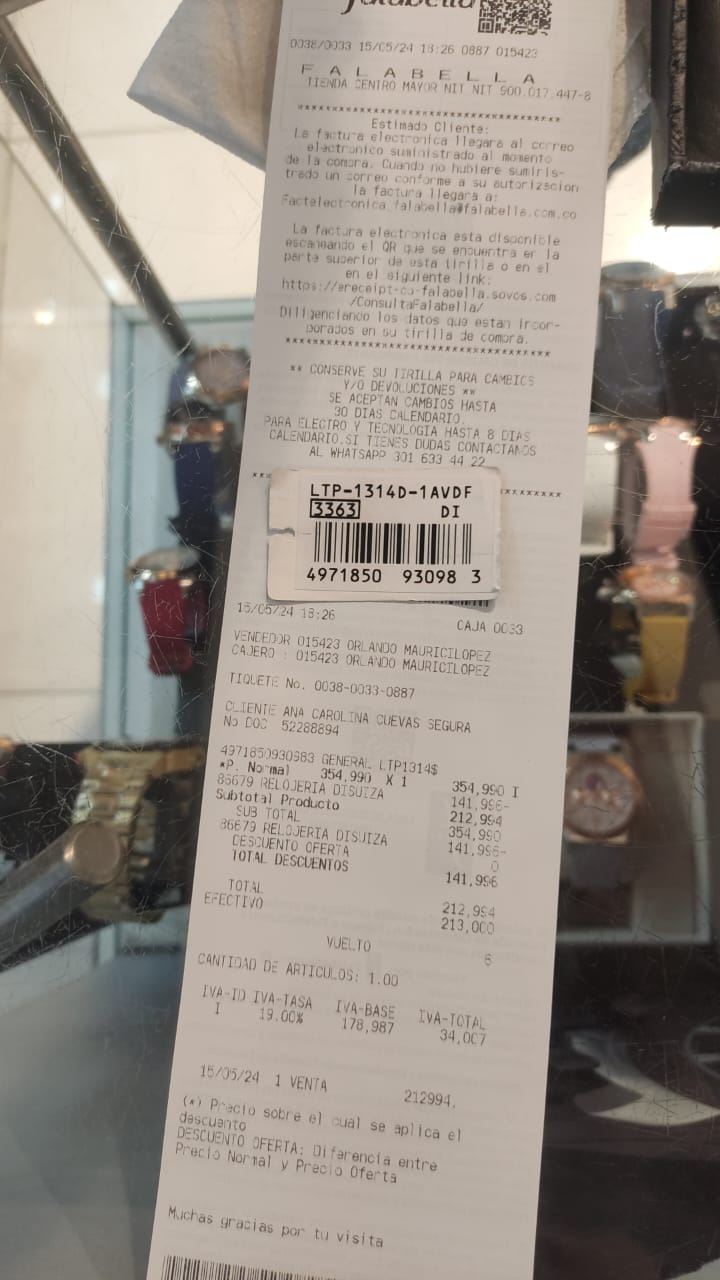 falabella
0038/0033 15/05/24 18:26 0887 015423
F A L A B E L L A
TIENDA CENTRO MAYOR NIT NIT 900.017.447-8
Estimado Cliente:
La factura electronica llegara al correo
electronico suministrado al momento
de la compra. Cuando no hubiere suminis-
trado un correo conforme a su autorizacion
la factura llegara a:
Factelectronica_falabella@falabella.com.co
La factura electronica esta disponible
escaneando el QR que se encuentra en la
parte superior de esta tirilla o en el
en el siguiente link:
https://ereceipt-co-falabella.sovos.com
/ConsultaFalabella/
Diligenciando los datos que estan incor-
porados en su tirilla de compra.
****************************************
** CONSERVE SU TIRILLA PARA CAMBIOS
Y/O DEVOLUCIONES **
SE ACEPTAN CAMBIOS HASTA
30 DIAS CALENDARIO.
PARA ELECTRO Y TECNOLOGIA HASTA 8 DIAS
CALENDARIO.SI TIENES DUDAS CONTACTANOS
AL WHATSAPP 301 633 44 22
LTP-1314D-1AVDF
3363 DI
4971850 93098 3
15/05/24 18:26 CAJA 0033
VENDEDOR 015423 ORLANDO MAURICILOPEZ
CAJERO : 015423 ORLANDO MAURICILOPEZ
TIQUETE No. 0038-0033-0887
CLIENTE ANA CAROLINA CUEVAS SEGURA
No DOC 52288894
4971850930983 GENERAL LTP1314$
*P. Normal 354,990 X 1 354,990 I
86679 RELOJERIA DISUIZA 141,996-
Subtotal Producto 212,994
SUB TOTAL 354,990
86679 RELOJERIA DISUIZA 141,996-
DESCUENTO OFERTA 0
TOTAL DESCUENTOS 141,996
TOTAL 212,994
EFECTIVO 213,000
VUELTO 6
CANTIDAD DE ARTICULOS: 1.00
IVA-ID IVA-TASA IVA-BASE IVA-TOTAL
I 19.00% 178,987 34,007
15/05/24 1 VENTA 212994.
(*) Precio sobre el cual se aplica el
descuento
DESCUENTO OFERTA: Diferencia entre
Precio Normal y Precio Oferta
Muchas gracias por tu visita